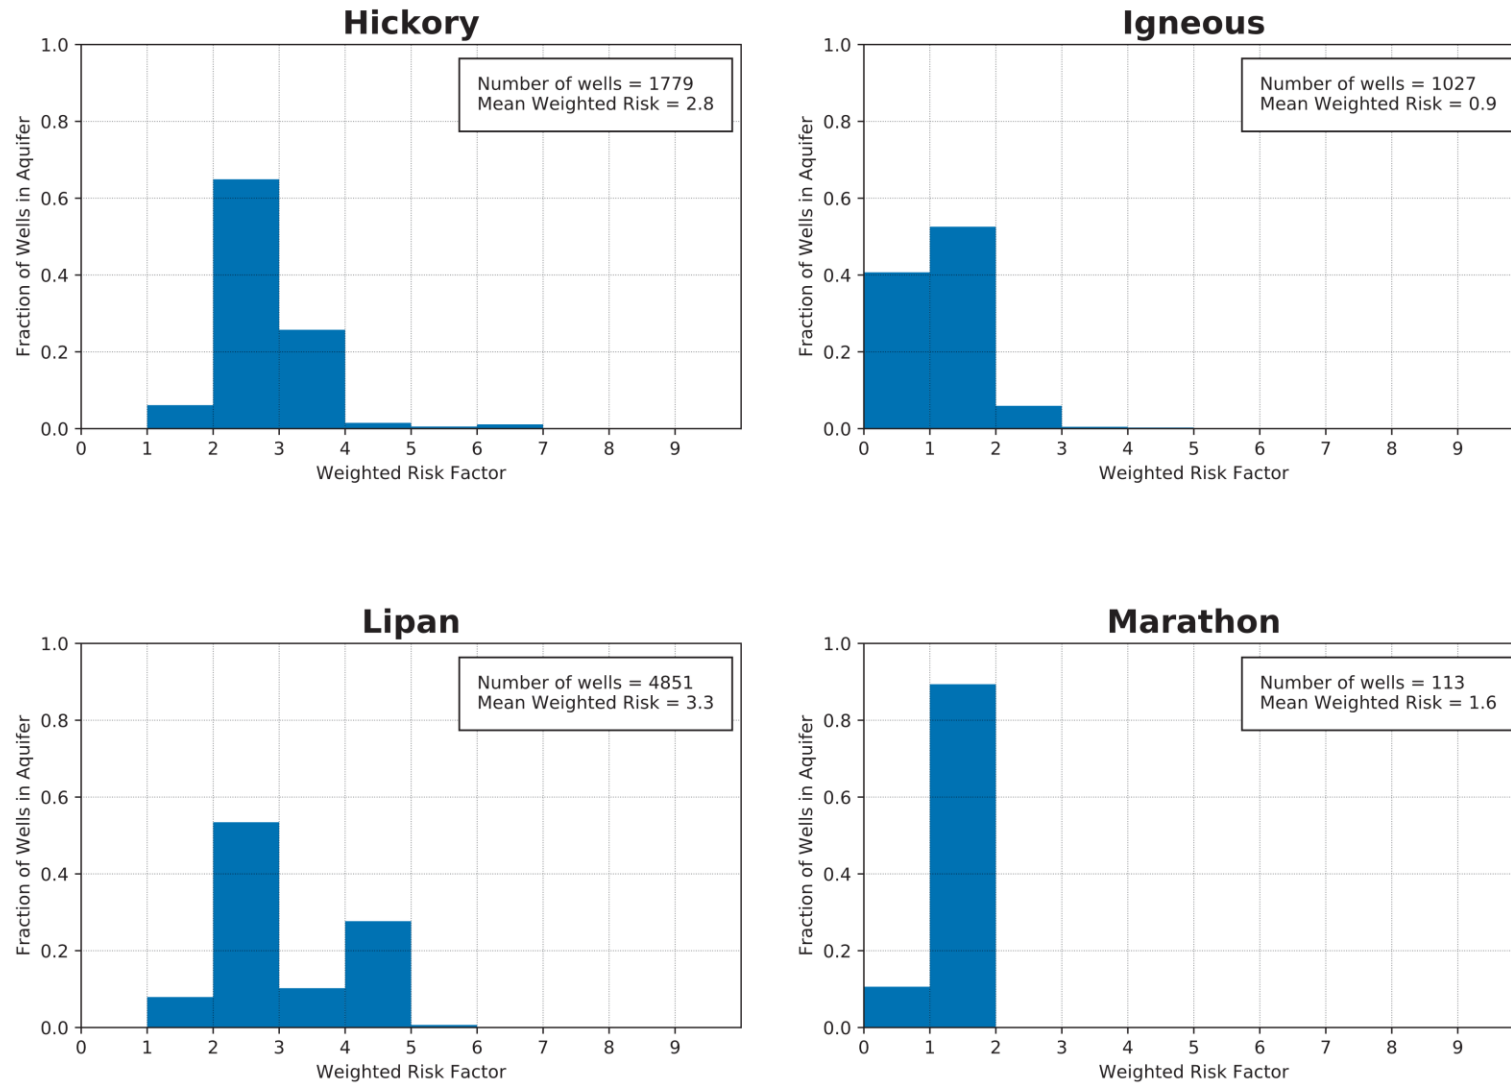 Hickory
Number of wells = 1779
Mean Weighted Risk = 2.8
Fraction of Wells in Aquifer
1.0
0.8
0.6
0.4
0.2
0.0
0 1 2 3 4 5 6 7 8 9
Weighted Risk Factor
Igneous
Number of wells = 1027
Mean Weighted Risk = 0.9
Fraction of Wells in Aquifer
1.0
0.8
0.6
0.4
0.2
0.0
0 1 2 3 4 5 6 7 8 9
Weighted Risk Factor
Lipan
Number of wells = 4851
Mean Weighted Risk = 3.3
Fraction of Wells in Aquifer
1.0
0.8
0.6
0.4
0.2
0.0
0 1 2 3 4 5 6 7 8 9
Weighted Risk Factor
Marathon
Number of wells = 113
Mean Weighted Risk = 1.6
Fraction of Wells in Aquifer
1.0
0.8
0.6
0.4
0.2
0.0
0 1 2 3 4 5 6 7 8 9
Weighted Risk Factor